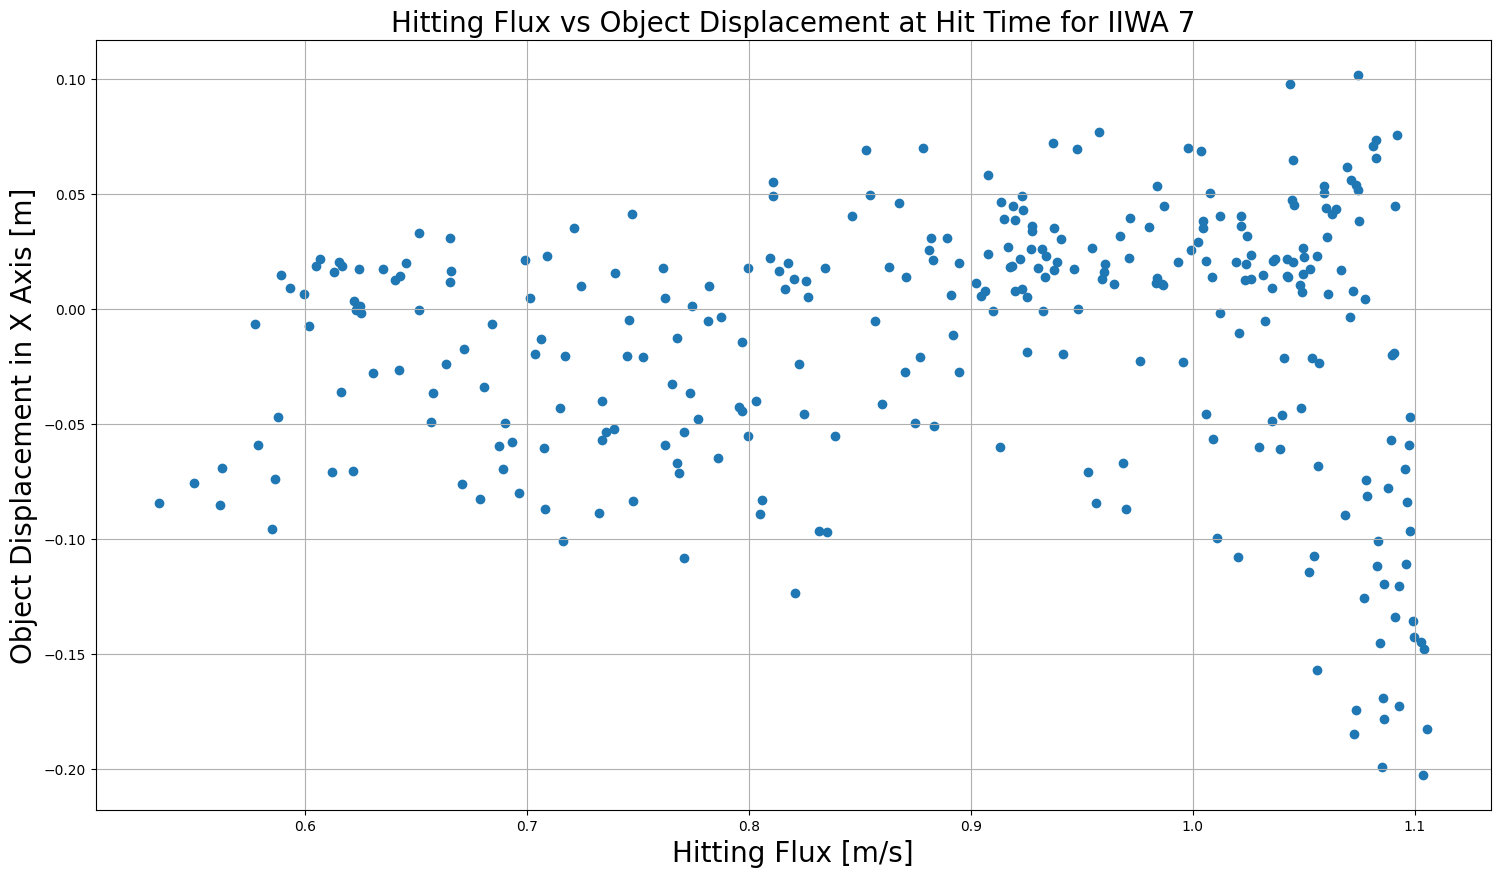 Hitting Flux vs Object Displacement at Hit Time for IIWA 7
Object Displacement in X Axis [m]
0.10
0.05
0.00
−0.05
−0.10
−0.15
−0.20
0.6 0.7 0.8 0.9 1.0 1.1
Hitting Flux [m/s]